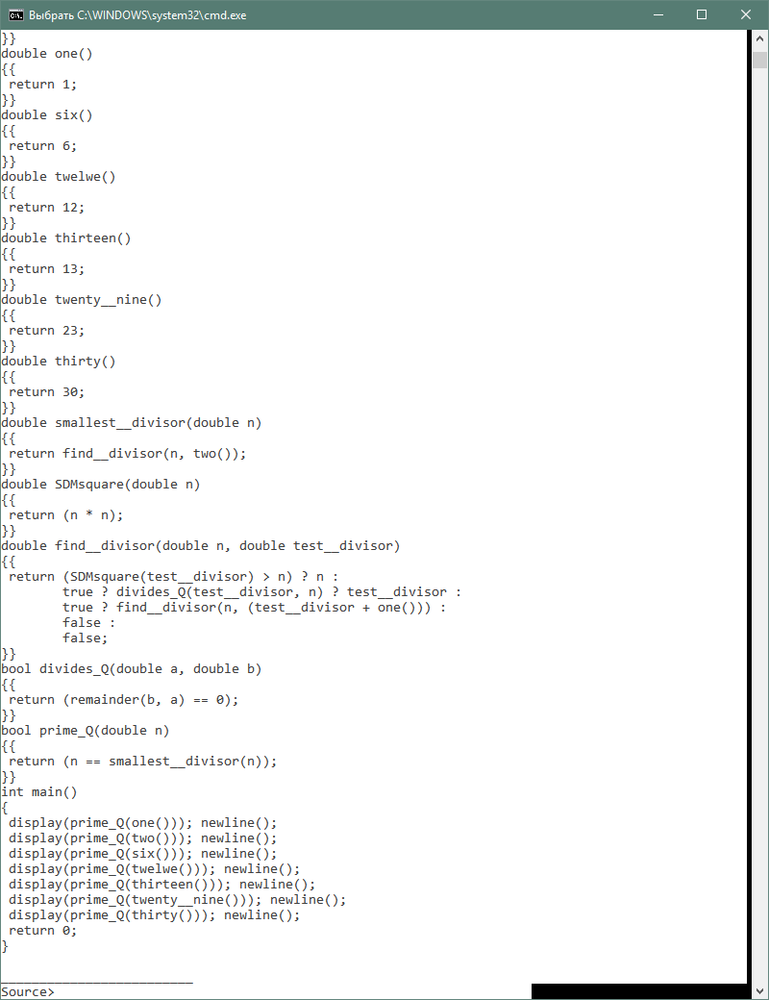 Выбрать C:\WINDOWS\system32\cmd.exe
}}
double one()
{{
 return 1;
}}
double six()
{{
 return 6;
}}
double twelwe()
{{
 return 12;
}}
double thirteen()
{{
 return 13;
}}
double twenty__nine()
{{
 return 23;
}}
double thirty()
{{
 return 30;
}}
double smallest__divisor(double n)
{{
 return find__divisor(n, two());
}}
double SDMsquare(double n)
{{
 return (n * n);
}}
double find__divisor(double n, double test__divisor)
{{
 return (SDMsquare(test__divisor) > n) ? n :
        true ? divides_Q(test__divisor, n) ? test__divisor :
        true ? find__divisor(n, (test__divisor + one())) :
        false :
        false;
}}
bool divides_Q(double a, double b)
{{
 return (remainder(b, a) == 0);
}}
bool prime_Q(double n)
{{
 return (n == smallest__divisor(n));
}}
int main()
{
 display(prime_Q(one())); newline();
 display(prime_Q(two())); newline();
 display(prime_Q(six())); newline();
 display(prime_Q(twelwe())); newline();
 display(prime_Q(thirteen())); newline();
 display(prime_Q(twenty__nine())); newline();
 display(prime_Q(thirty())); newline();
 return 0;
}
_________________________
Source>